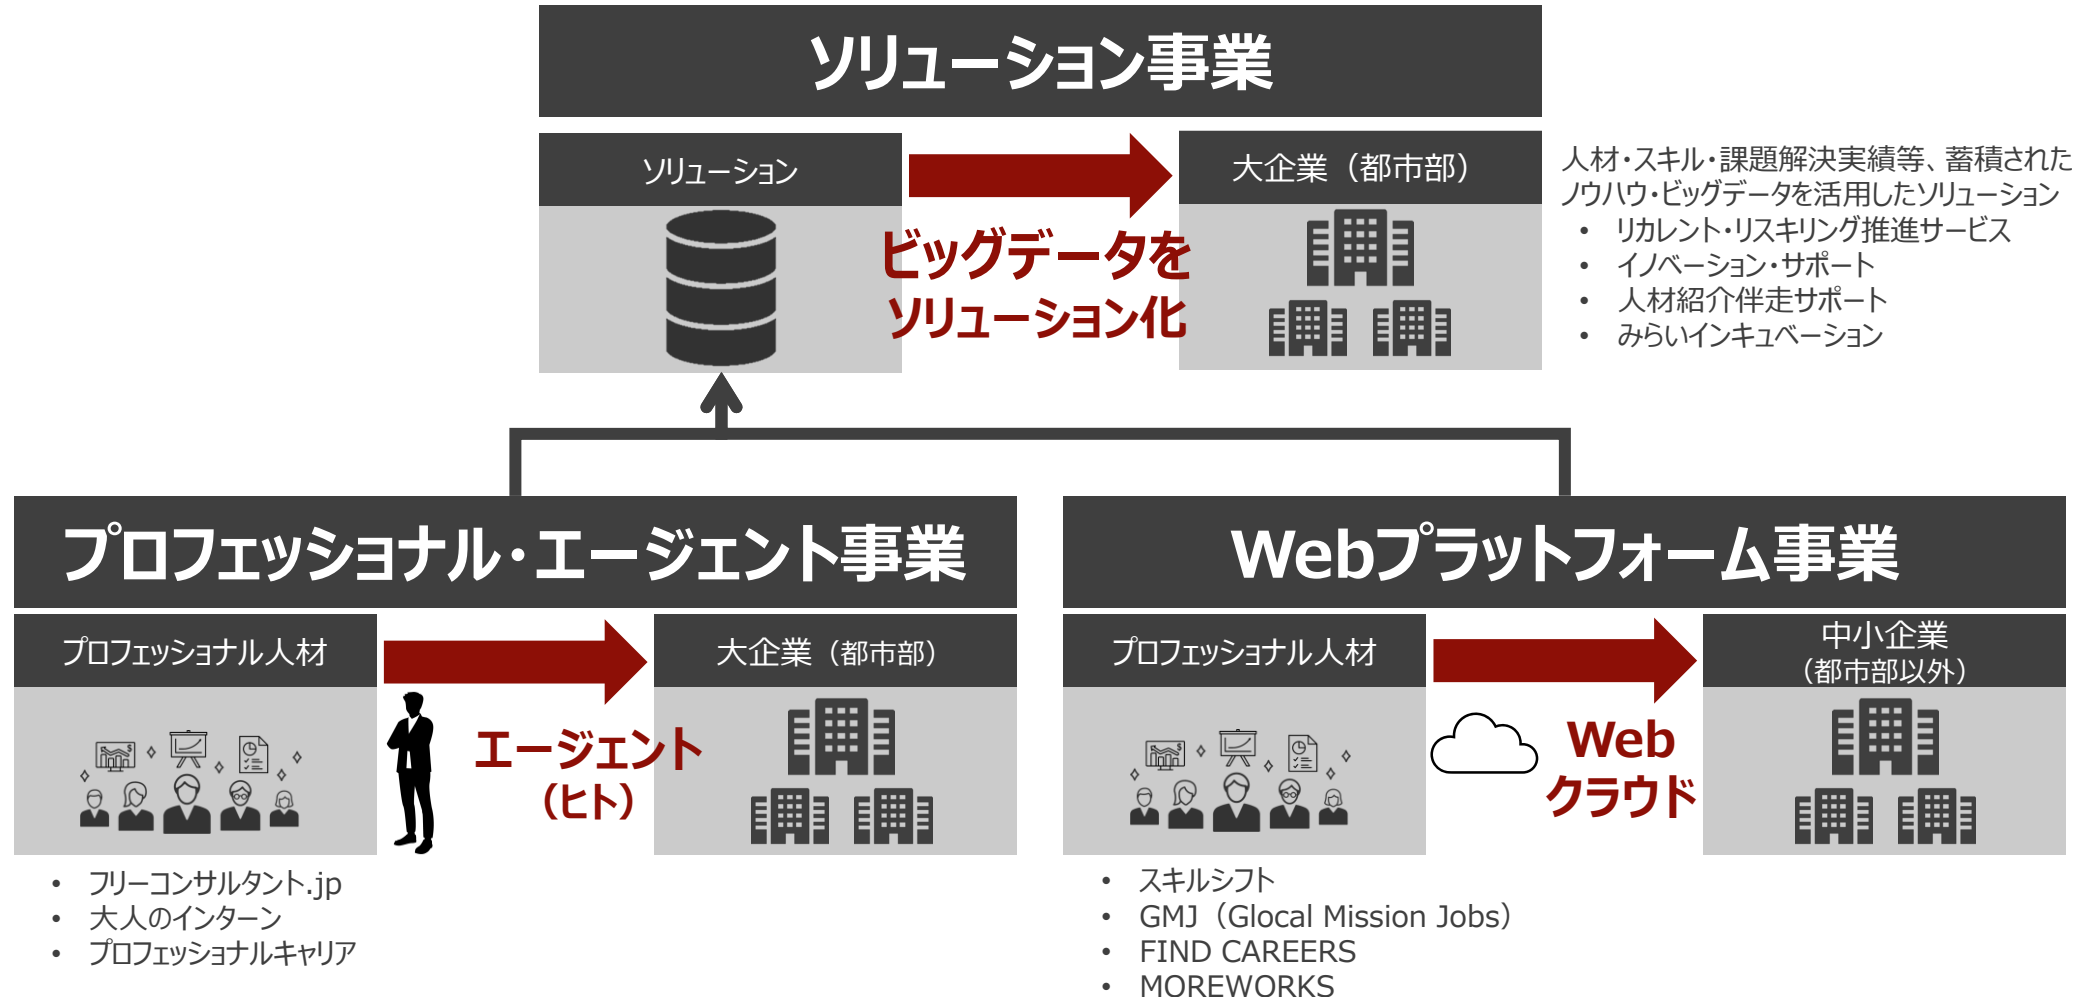 ソリューション事業
ソリューション
大企業（都市部）
ビッグデータを
ソリューション化
人材・スキル・課題解決実績等、蓄積された
ノウハウ・ビッグデータを活用したソリューション
• リカレント・リスキリング推進サービス
• イノベーション・サポート
• 人材紹介伴走サポート
• みらいインキュベーション
プロフェッショナル・エージェント事業
プロフェッショナル人材
大企業（都市部）
エージェント
（ヒト）
• フリーコンサルタント.jp
• 大人のインターン
• プロフェッショナルキャリア
Webプラットフォーム事業
プロフェッショナル人材
中小企業
（都市部以外）
Web
クラウド
• スキルシフト
• GMJ（Glocal Mission Jobs）
• FIND CAREERS
• MOREWORKS